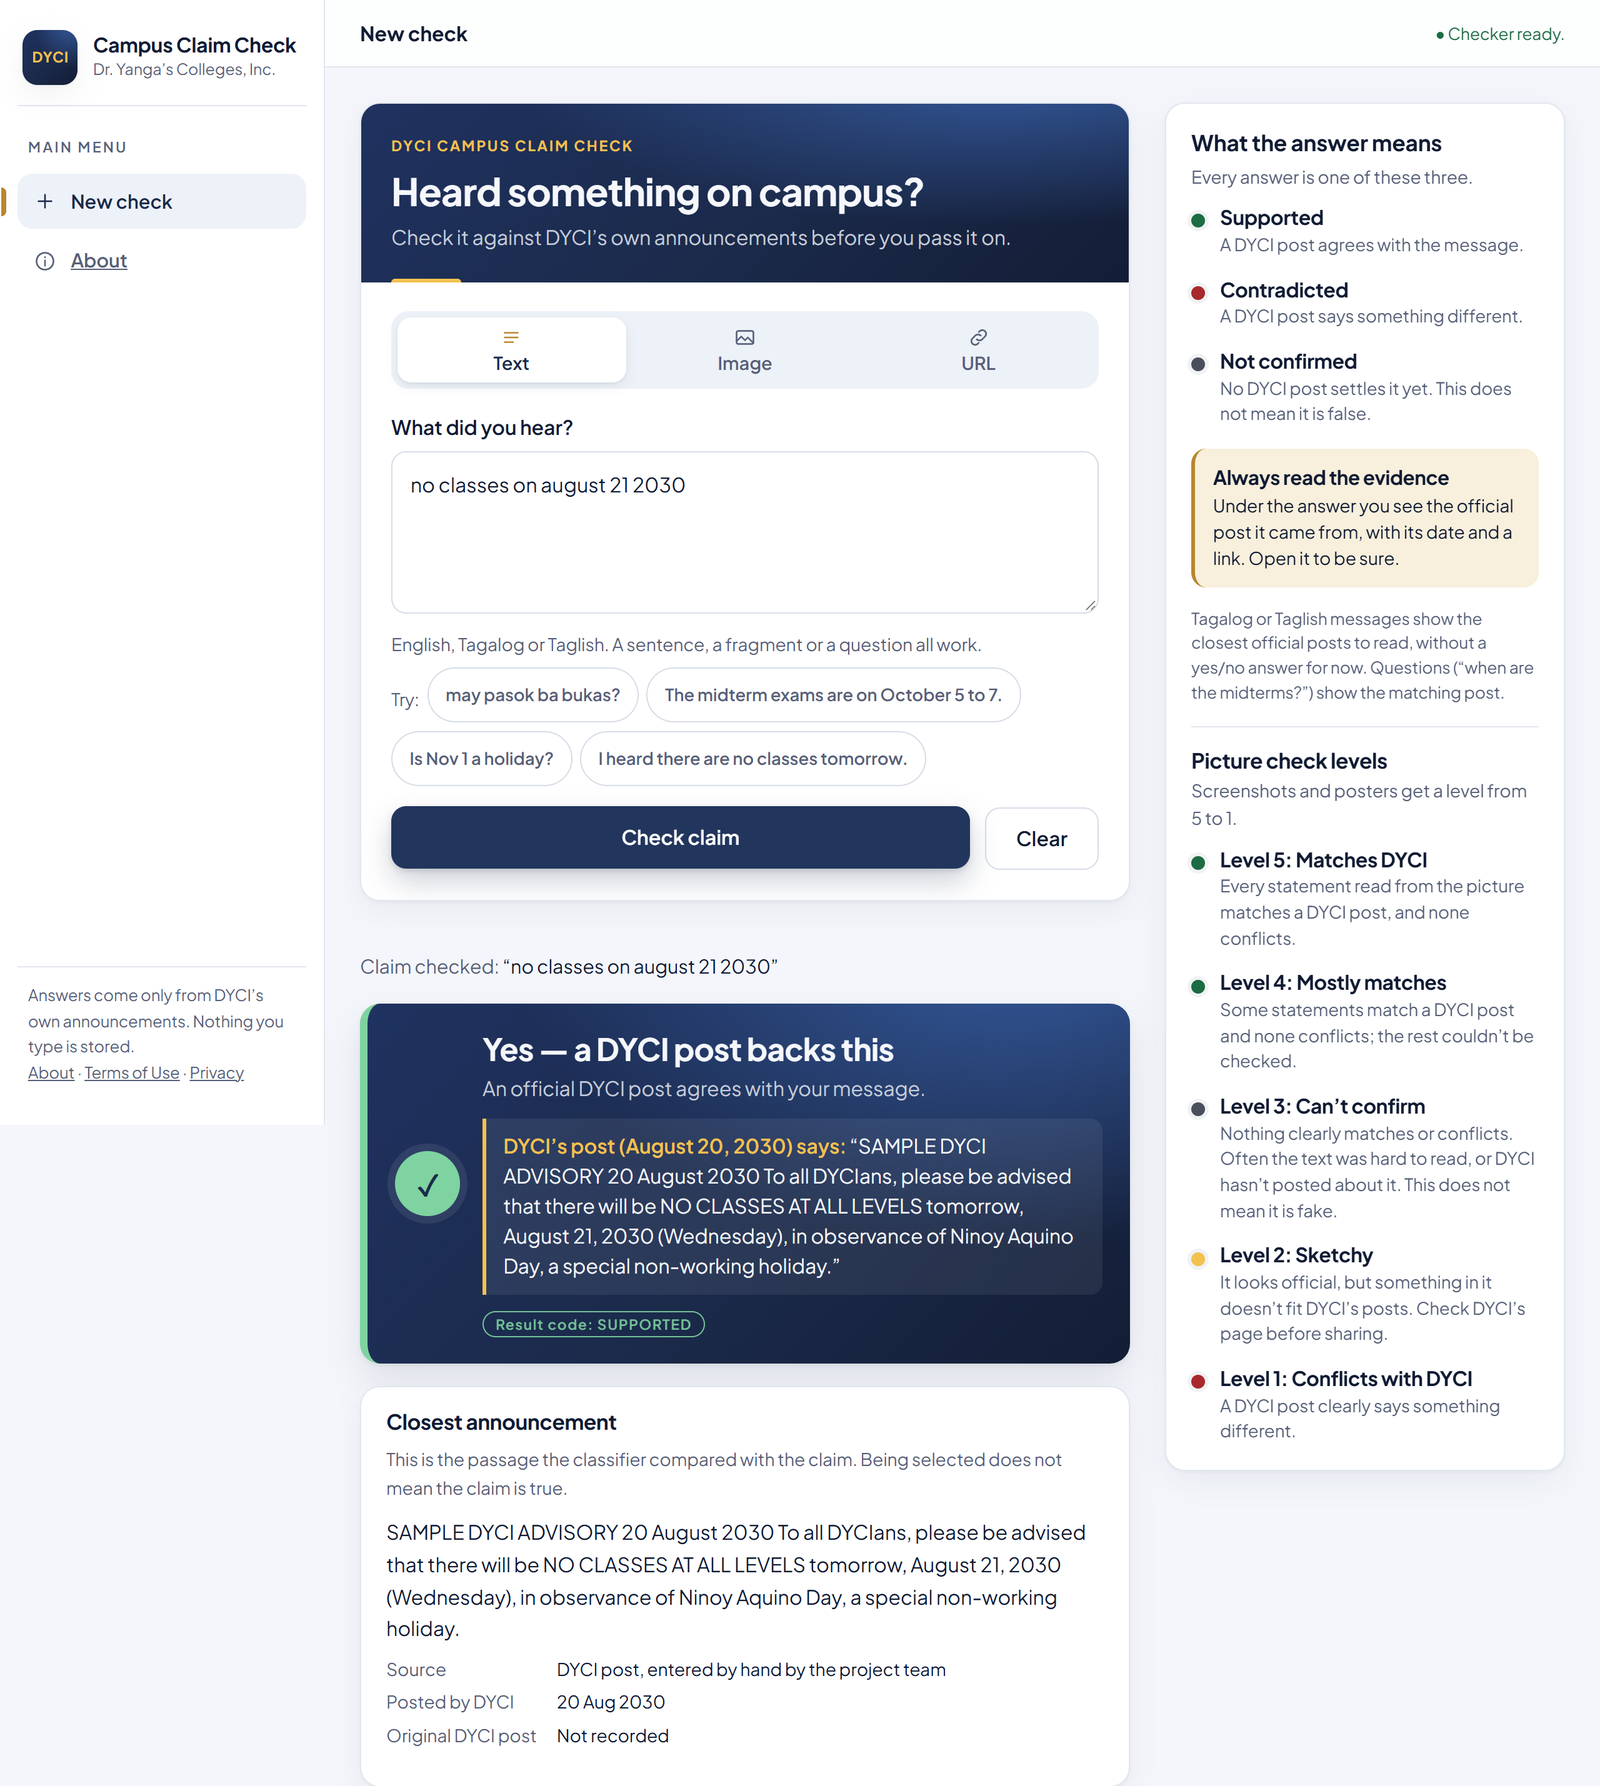 DYCI
Campus Claim Check
Dr. Yanga's Colleges, Inc.
MAIN MENU
New check
About
Answers come only from DYCI's
own announcements. Nothing you
type is stored.
About · Terms of Use · Privacy
New check
Checker ready.
DYCI CAMPUS CLAIM CHECK
Heard something on campus?
Check it against DYCI's own announcements before you pass it on.
Text
Image
URL
What did you hear?
no classes on august 21 2030
English, Tagalog or Taglish. A sentence, a fragment or a question all work.
Try: may pasok ba bukas? The midterm exams are on October 5 to 7.
Is Nov 1 a holiday? I heard there are no classes tomorrow.
Check claim
Clear
Claim checked: “no classes on august 21 2030”
Yes — a DYCI post backs this
An official DYCI post agrees with your message.
DYCI's post (August 20, 2030) says: “SAMPLE DYCI
ADVISORY 20 August 2030 To all DYCIans, please be advised
that there will be NO CLASSES AT ALL LEVELS tomorrow,
August 21, 2030 (Wednesday), in observance of Ninoy Aquino
Day, a special non-working holiday.”
✓
Result code: SUPPORTED
Closest announcement
This is the passage the classifier compared with the claim. Being selected does not
mean the claim is true.
SAMPLE DYCI ADVISORY 20 August 2030 To all DYCIans, please be advised
that there will be NO CLASSES AT ALL LEVELS tomorrow, August 21, 2030
(Wednesday), in observance of Ninoy Aquino Day, a special non-working
holiday.
Source DYCI post, entered by hand by the project team
Posted by DYCI 20 Aug 2030
Original DYCI post Not recorded
What the answer means
Every answer is one of these three.
Supported
A DYCI post agrees with the message.
Contradicted
A DYCI post says something different.
Not confirmed
No DYCI post settles it yet. This does
not mean it is false.
Always read the evidence
Under the answer you see the official
post it came from, with its date and a
link. Open it to be sure.
Tagalog or Taglish messages show the
closest official posts to read, without a
yes/no answer for now. Questions (“when are
the midterms?”) show the matching post.
Picture check levels
Screenshots and posters get a level from
5 to 1.
Level 5: Matches DYCI
Every statement read from the picture
matches a DYCI post, and none
conflicts.
Level 4: Mostly matches
Some statements match a DYCI post
and none conflicts; the rest couldn't be
checked.
Level 3: Can't confirm
Nothing clearly matches or conflicts.
Often the text was hard to read, or DYCI
hasn't posted about it. This does not
mean it is fake.
Level 2: Sketchy
It looks official, but something in it
doesn't fit DYCI's posts. Check DYCI's
page before sharing.
Level 1: Conflicts with DYCI
A DYCI post clearly says something
different.